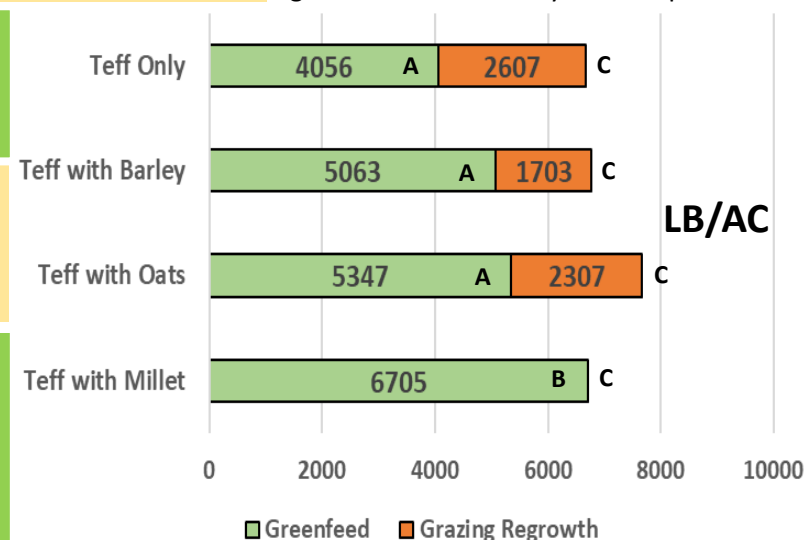 Teff Only 4056 A 2607 C
Teff with Barley 5063 A 1703 C
LB/AC
Teff with Oats 5347 A 2307 C
Teff with Millet 6705 B C
0 2000 4000 6000 8000 10000
Greenfeed Grazing Regrowth